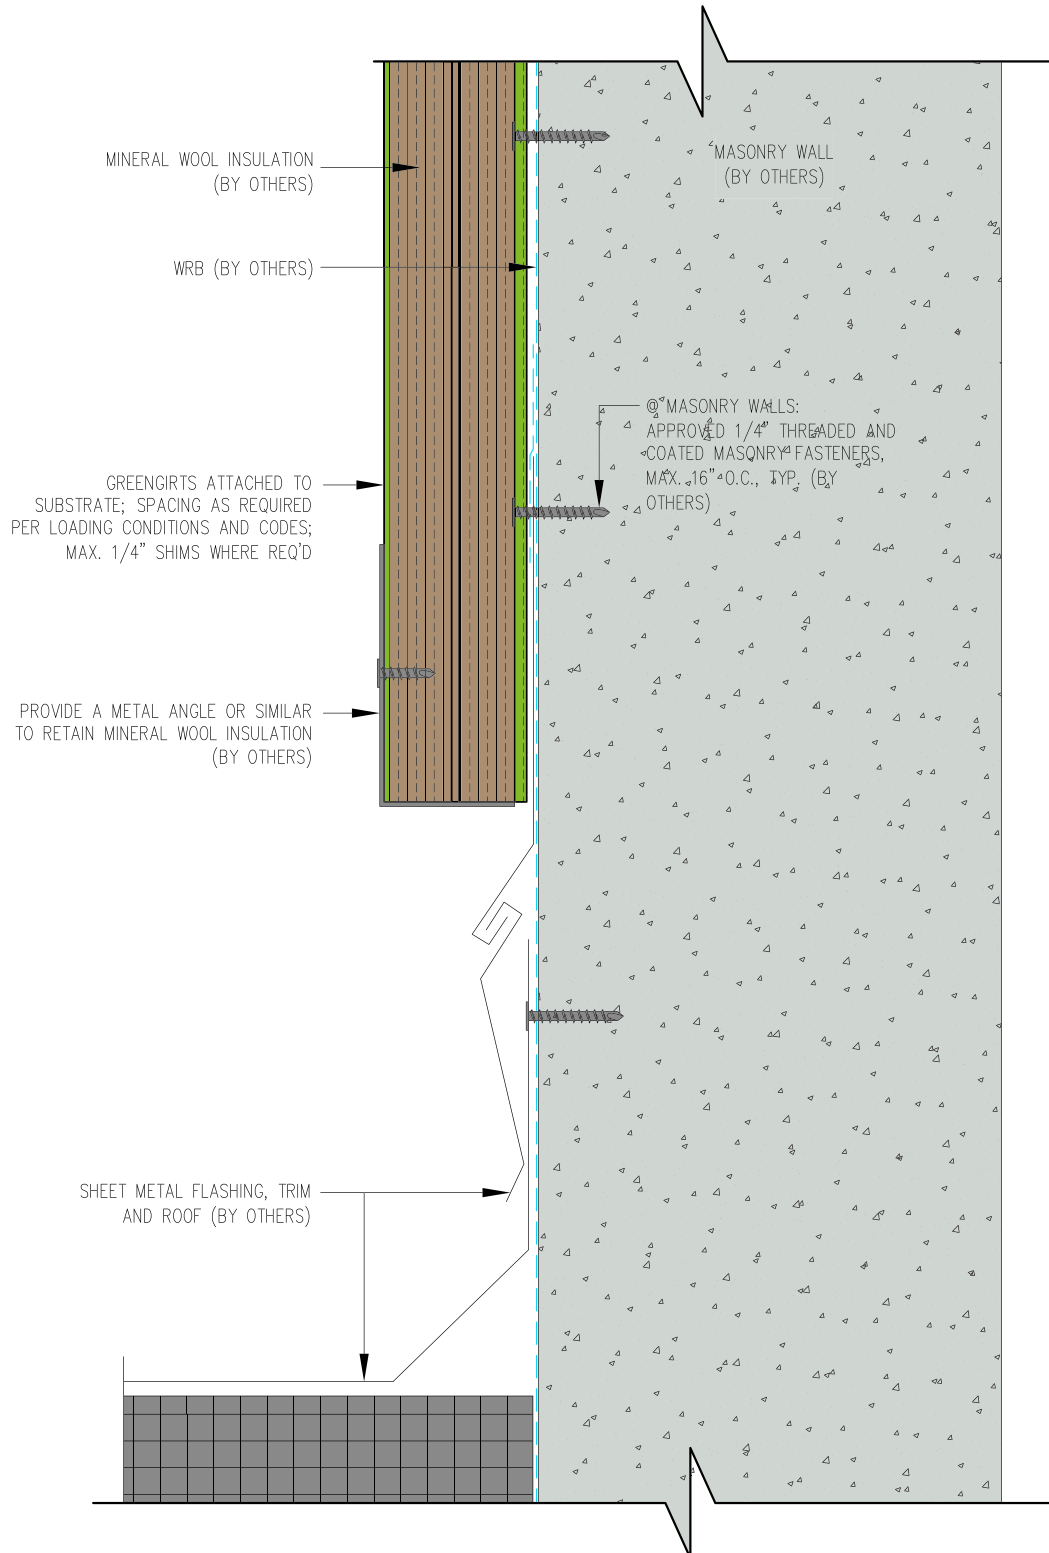 MINERAL WOOL INSULATION
(BY OTHERS)
MASONRY WALL
(BY OTHERS)
WRB (BY OTHERS)
@ MASONRY WALLS:
APPROVED 1/4" THREADED AND
COATED MASONRY FASTENERS,
MAX. 16" O.C., TYP. (BY
OTHERS)
GREENGIRTS ATTACHED TO
SUBSTRATE; SPACING AS REQUIRED
PER LOADING CONDITIONS AND CODES;
MAX. 1/4" SHIMS WHERE REQ'D
PROVIDE A METAL ANGLE OR SIMILAR
TO RETAIN MINERAL WOOL INSULATION
(BY OTHERS)
SHEET METAL FLASHING, TRIM
AND ROOF (BY OTHERS)